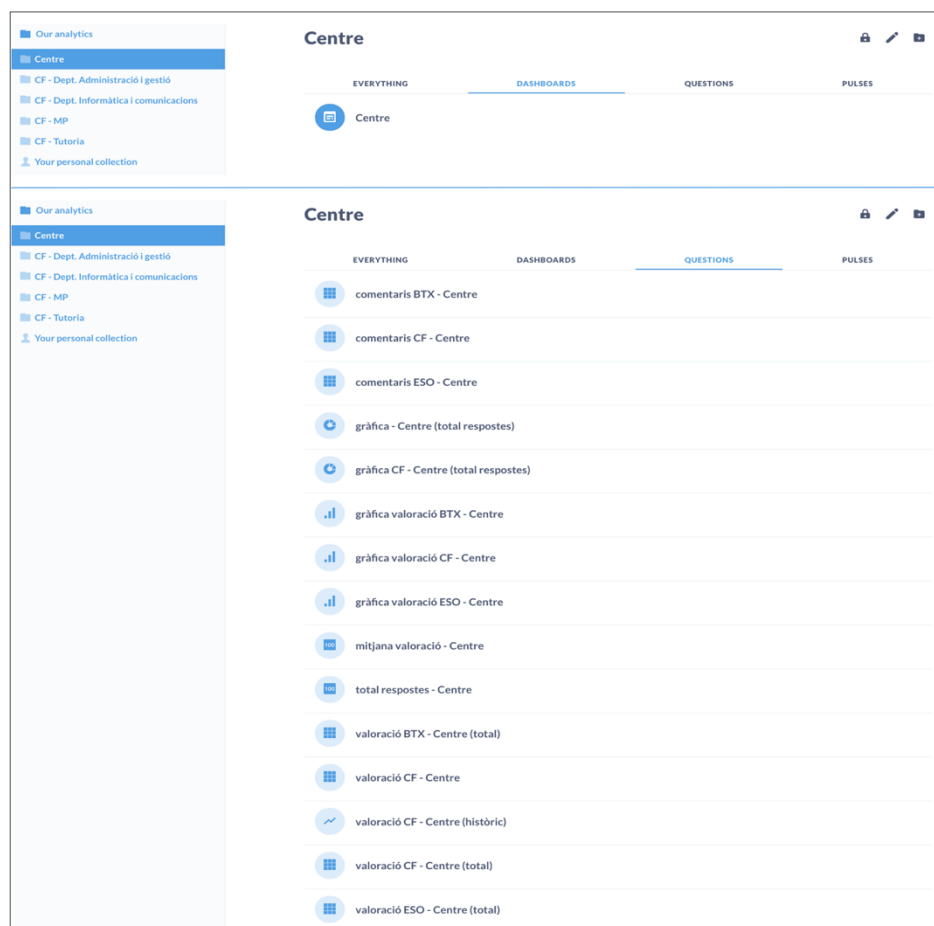 Our analytics
Centre
CF - Dept. Administració i gestió
CF - Dept. Informàtica i comunicacions
CF - MP
CF - Tutoria
Your personal collection
Centre
EVERYTHING DASHBOARDS QUESTIONS PULSES
Centre
Our analytics
Centre
CF - Dept. Administració i gestió
CF - Dept. Informàtica i comunicacions
CF - MP
CF - Tutoria
Your personal collection
Centre
EVERYTHING DASHBOARDS QUESTIONS PULSES
comentaris BTX - Centre
comentaris CF - Centre
comentaris ESO - Centre
gràfica - Centre (total respostes)
gràfica CF - Centre (total respostes)
gràfica valoració BTX - Centre
gràfica valoració CF - Centre
gràfica valoració ESO - Centre
100 mitjana valoració - Centre
100 total respostes - Centre
valoració BTX - Centre (total)
valoració CF - Centre
valoració CF - Centre (històric)
valoració CF - Centre (total)
valoració ESO - Centre (total)